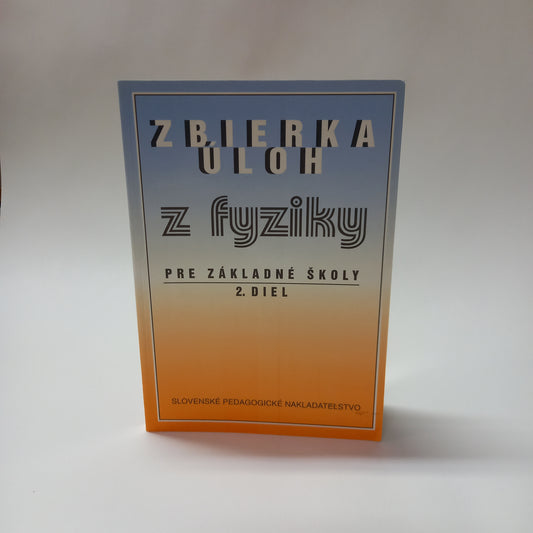 ZBIERKA
ÚLOH
z fyziky
PRE ZÁKLADNÉ ŠKOLY
2. DIEL
SLOVENSKÉ PEDAGOGICKÉ NAKLADATEĽSTVO